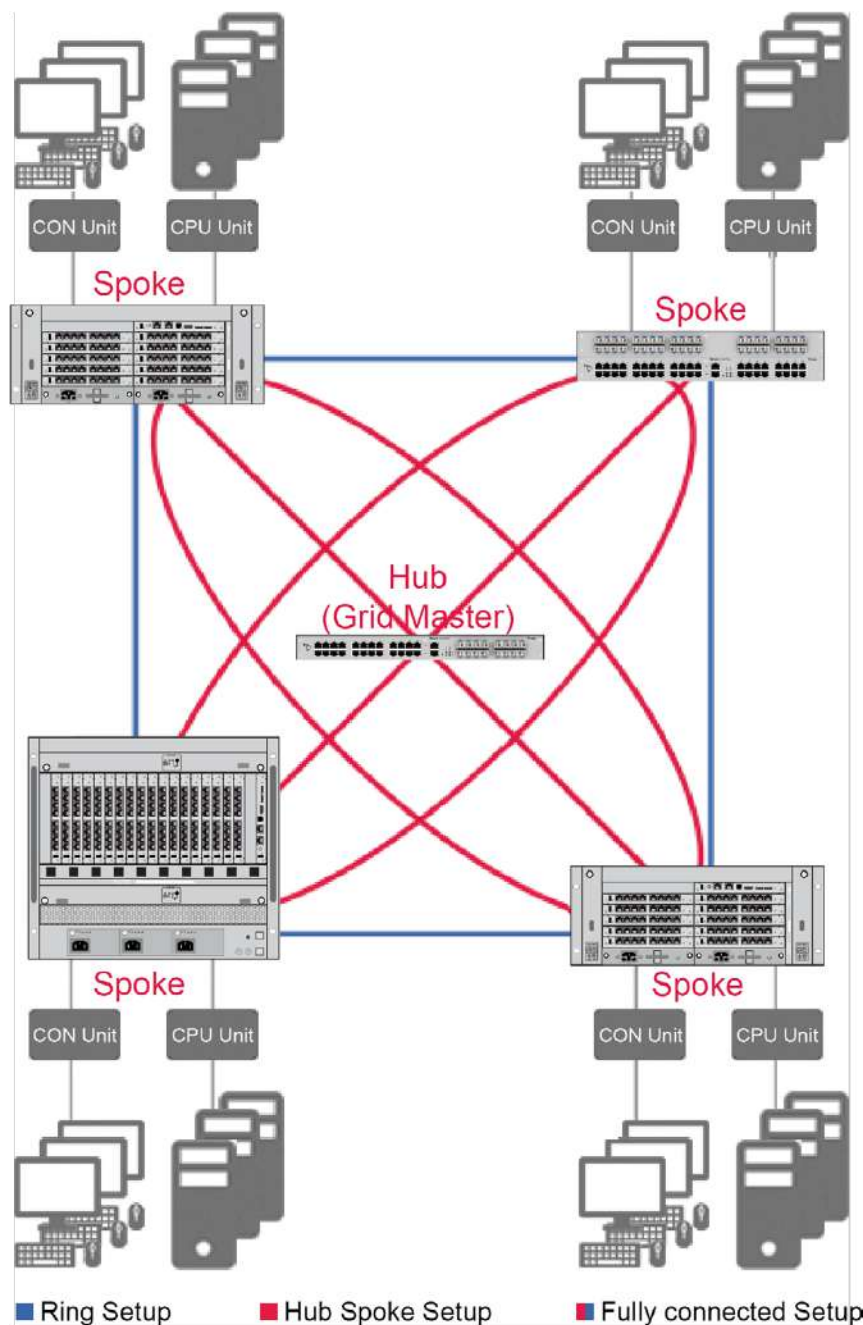 CON Unit
CPU Unit
CON Unit
CPU Unit
Spoke
Spoke
Hub
(Grid Master)
Spoke
Spoke
CON Unit
CPU Unit
CON Unit
CPU Unit
Ring Setup
Hub Spoke Setup
Fully connected Setup